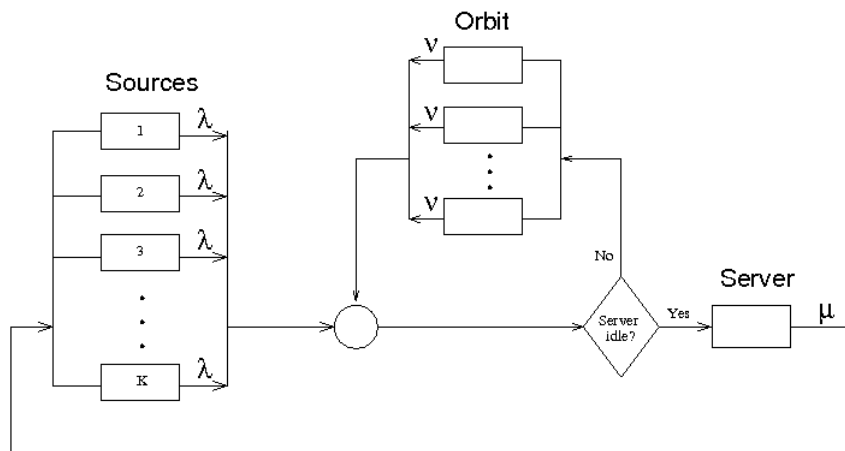 Orbit
Sources
ν
ν
ν
1 λ
2 λ
3 λ
K λ
No
Server
idle?
Yes
Server
μ